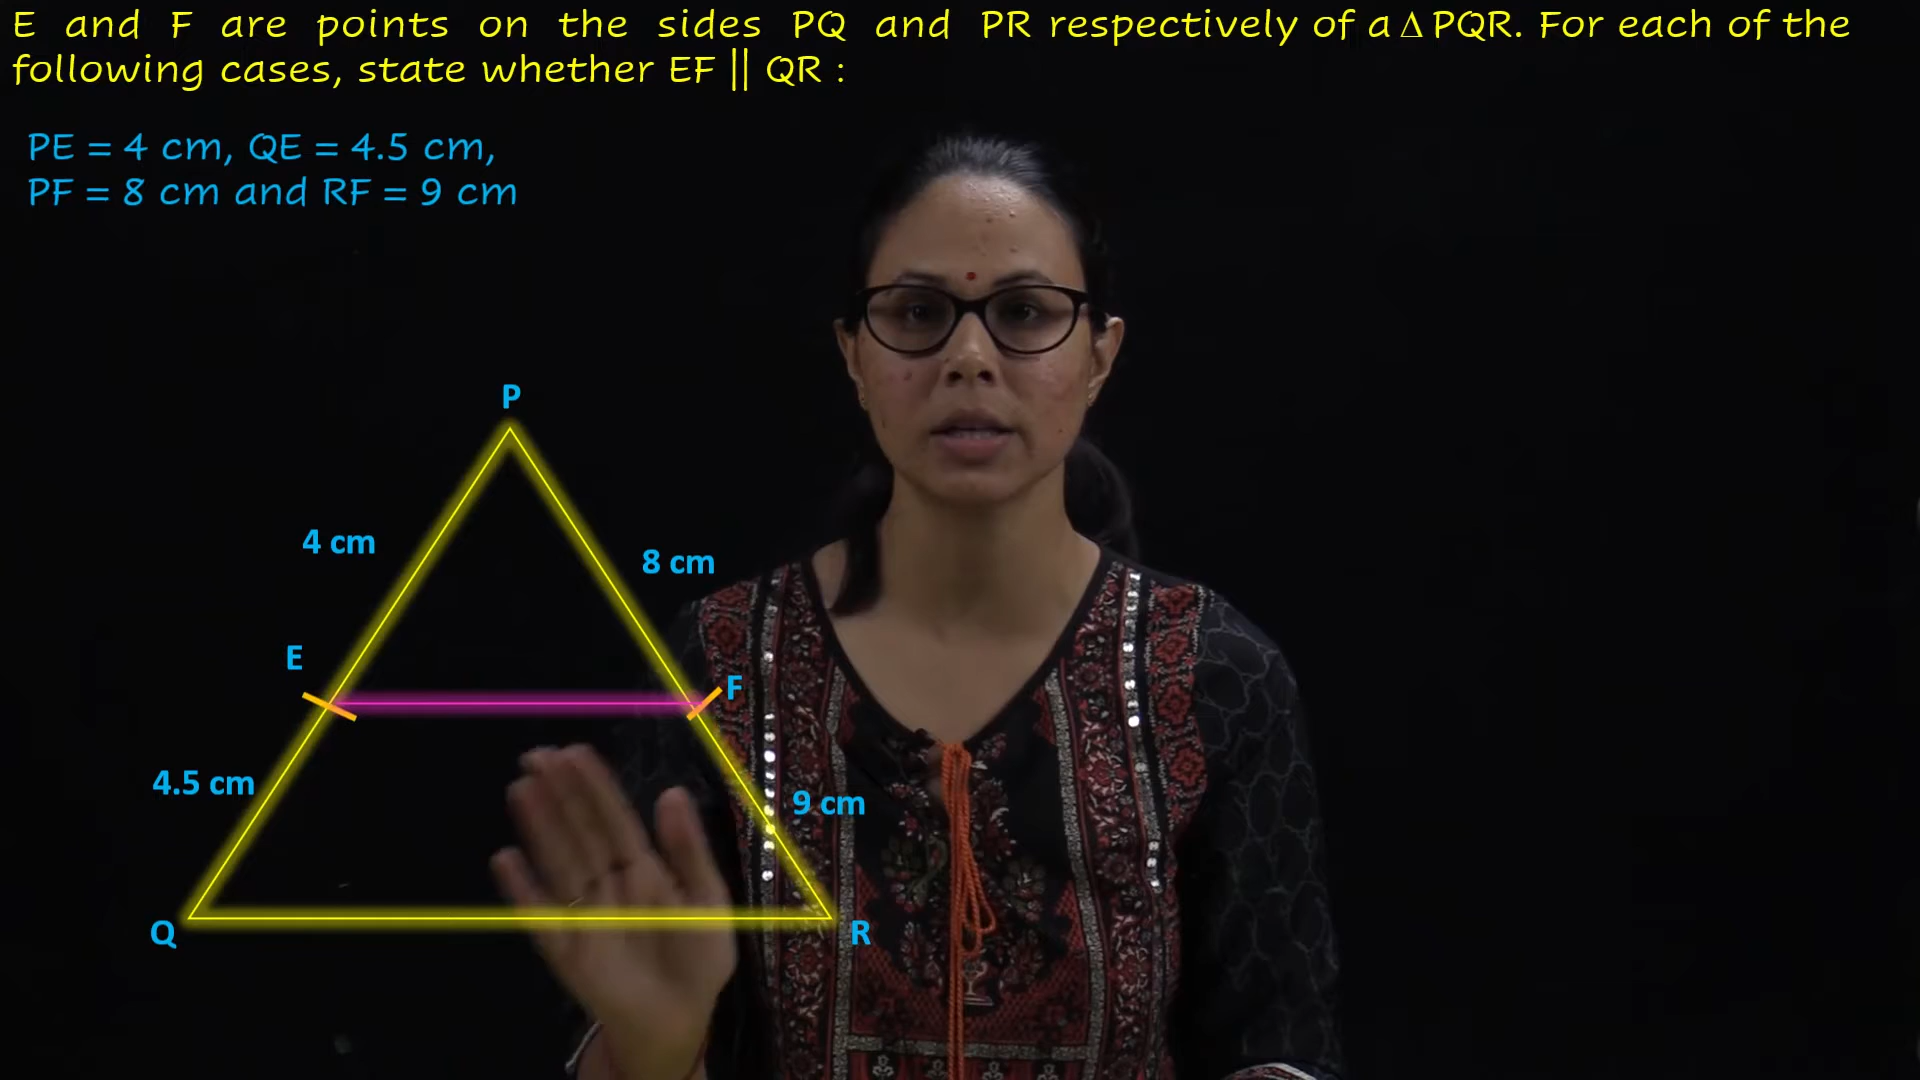 E and F are points on the sides PQ and PR respectively of a Δ PQR. For each of the
following cases, state whether EF || QR :
PE = 4 cm, QE = 4.5 cm,
PF = 8 cm and RF = 9 cm
P
4 cm
8 cm
E
F
4.5 cm
9 cm
Q
R